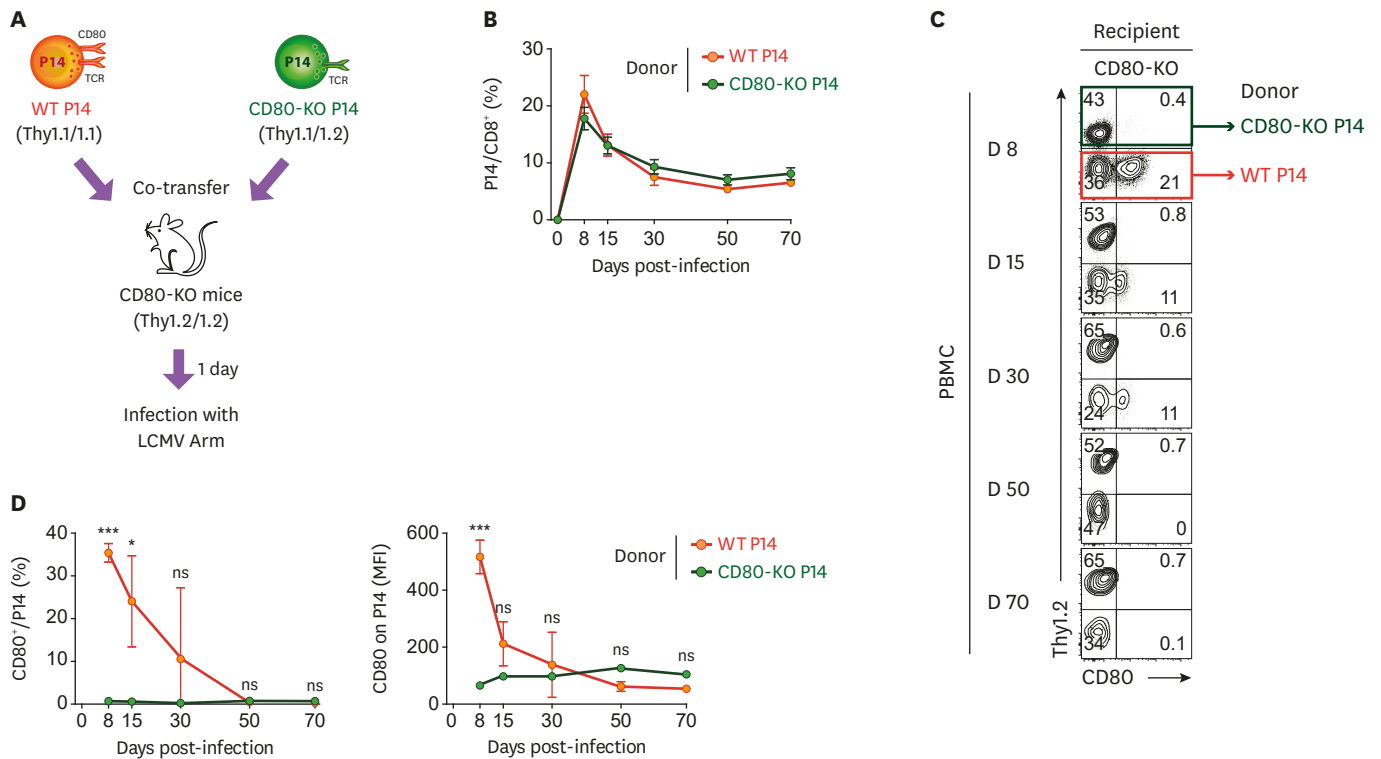 A
CD80
P14
TCR
P14
TCR
WT P14
(Thy1.1/1.1)
CD80-KO P14
(Thy1.1/1.2)
Co-transfer
CD80-KO mice
(Thy1.2/1.2)
1 day
Infection with
LCMV Arm
B
P14/CD8⁺ (%)
30
20
10
0
0 8 15 30 50 70
Days post-infection
Donor
WT P14
CD80-KO P14
C
Recipient
CD80-KO
Donor
CD80-KO P14
WT P14
PBMC
D 8
43 0.4
36 21
D 15
53 0.8
35 11
D 30
65 0.6
24 11
D 50
52 0.7
47 0
D 70
65 0.7
34 0.1
Thy1.2
CD80
D
CD80⁺/P14 (%)
40
30
20
10
0
*** * ns ns ns
0 8 15 30 50 70
Days post-infection
CD80 on P14 (MFI)
600
400
200
0
*** ns ns ns ns
0 8 15 30 50 70
Days post-infection
Donor
WT P14
CD80-KO P14